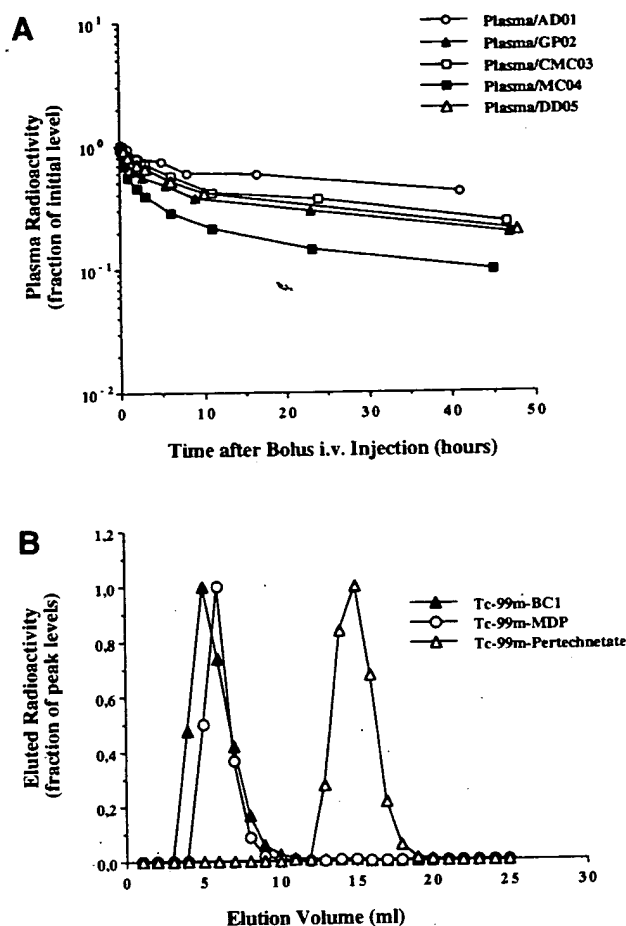 A
Plasma/AD01
Plasma/GP02
Plasma/CMC03
Plasma/MC04
Plasma/DD05
10¹
10⁰
10⁻¹
10⁻²
0
10
20
30
40
50
Plasma Radioactivity
(fraction of initial level)
Time after Bolus i.v. Injection (hours)
B
Tc-99m-BC1
Tc-99m-MDP
Tc-99m-Pertechnetate
1.2
1.0
0.8
0.6
0.4
0.2
0.0
0
5
10
15
20
25
30
Eluted Radioactivity
(fraction of peak levels)
Elution Volume (ml)